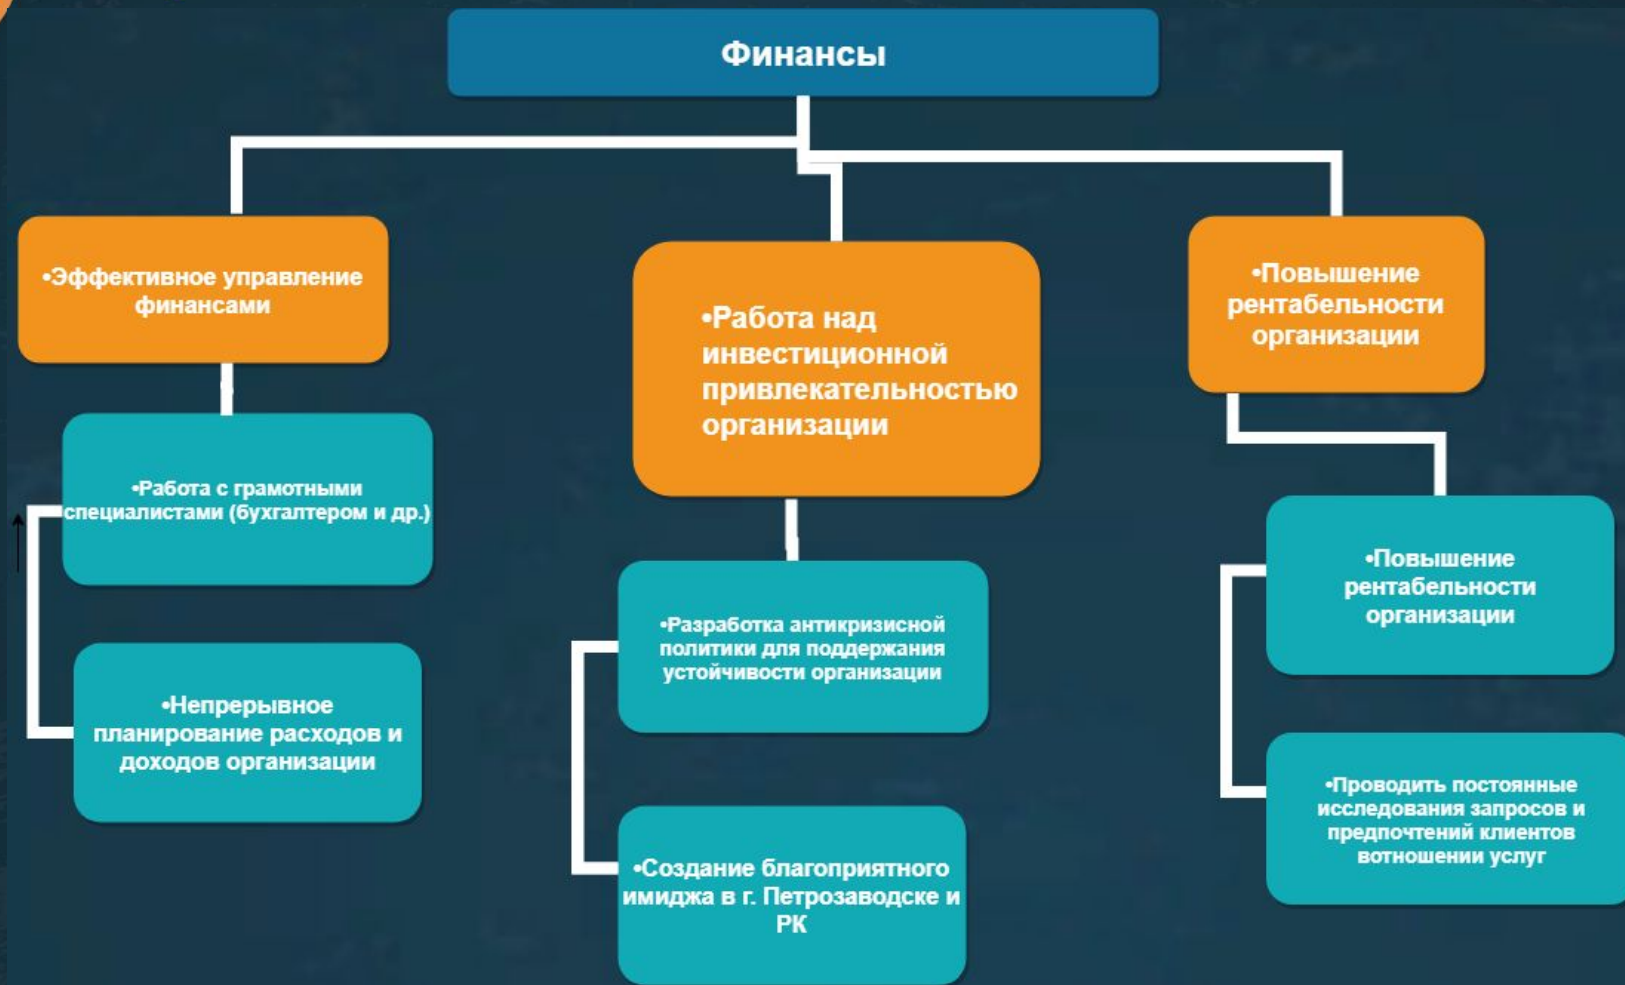 Финансы
•Эффективное управление
финансами
•Работа с грамотными
специалистами (бухгалтером и др.)
•Непрерывное
планирование расходов и
доходов организации
•Работа над
инвестиционной
привлекательностью
организации
•Разработка антикризисной
политики для поддержания
устойчивости организации
•Создание благоприятного
имиджа в г. Петрозаводске и
РК
•Повышение
рентабельности
организации
•Повышение
рентабельности
организации
•Проводить постоянные
исследования запросов и
предпочтений клиентов
вотношении услуг